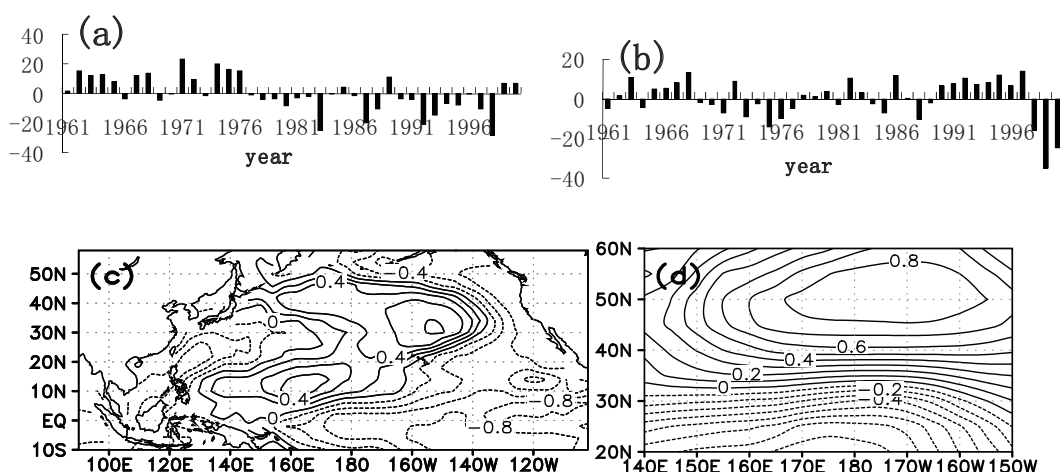 (a)
40
20
0
-20
-40
1961 1966 1971 1976 1981 1986 1991 1996
year
(b)
20
0
-20
-40
1961 1966 1971 1976 1981 1986 1991 1996
year
(c)
50N
40N
30N
20N
10N
EQ
10S
100E 120E 140E 160E 180 160W 140W 120W
-0.4
0.4
0
0.4
0.4
0
-0.8
-0.8
(d)
60N
50N
40N
30N
20N
140E 150E 160E 170E 180 170W 160W 150W
0.8
0.6
0.4
0.2
0
-0.2
-0.4